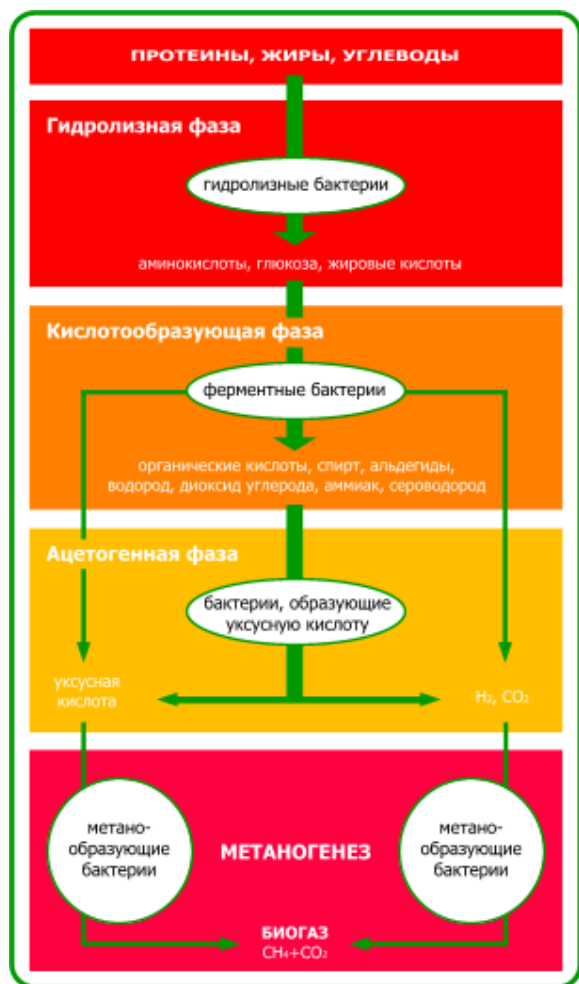 ПРОТЕИНЫ, ЖИРЫ, УГЛЕВОДЫ
Гидролизная фаза
гидролизные бактерии
аминокислоты, глюкоза, жировые кислоты
Кислотообразующая фаза
ферментные бактерии
органические кислоты, спирт, альдегиды,
водород, диоксид углерода, аммиак, сероводород
Ацетогенная фаза
бактерии, образующие
уксусную кислоту
уксусная
кислота
H₂, CO₂
метано-
образующие
бактерии
МЕТАНОГЕНЕЗ
метано-
образующие
бактерии
БИОГАЗ
CH₄+CO₂